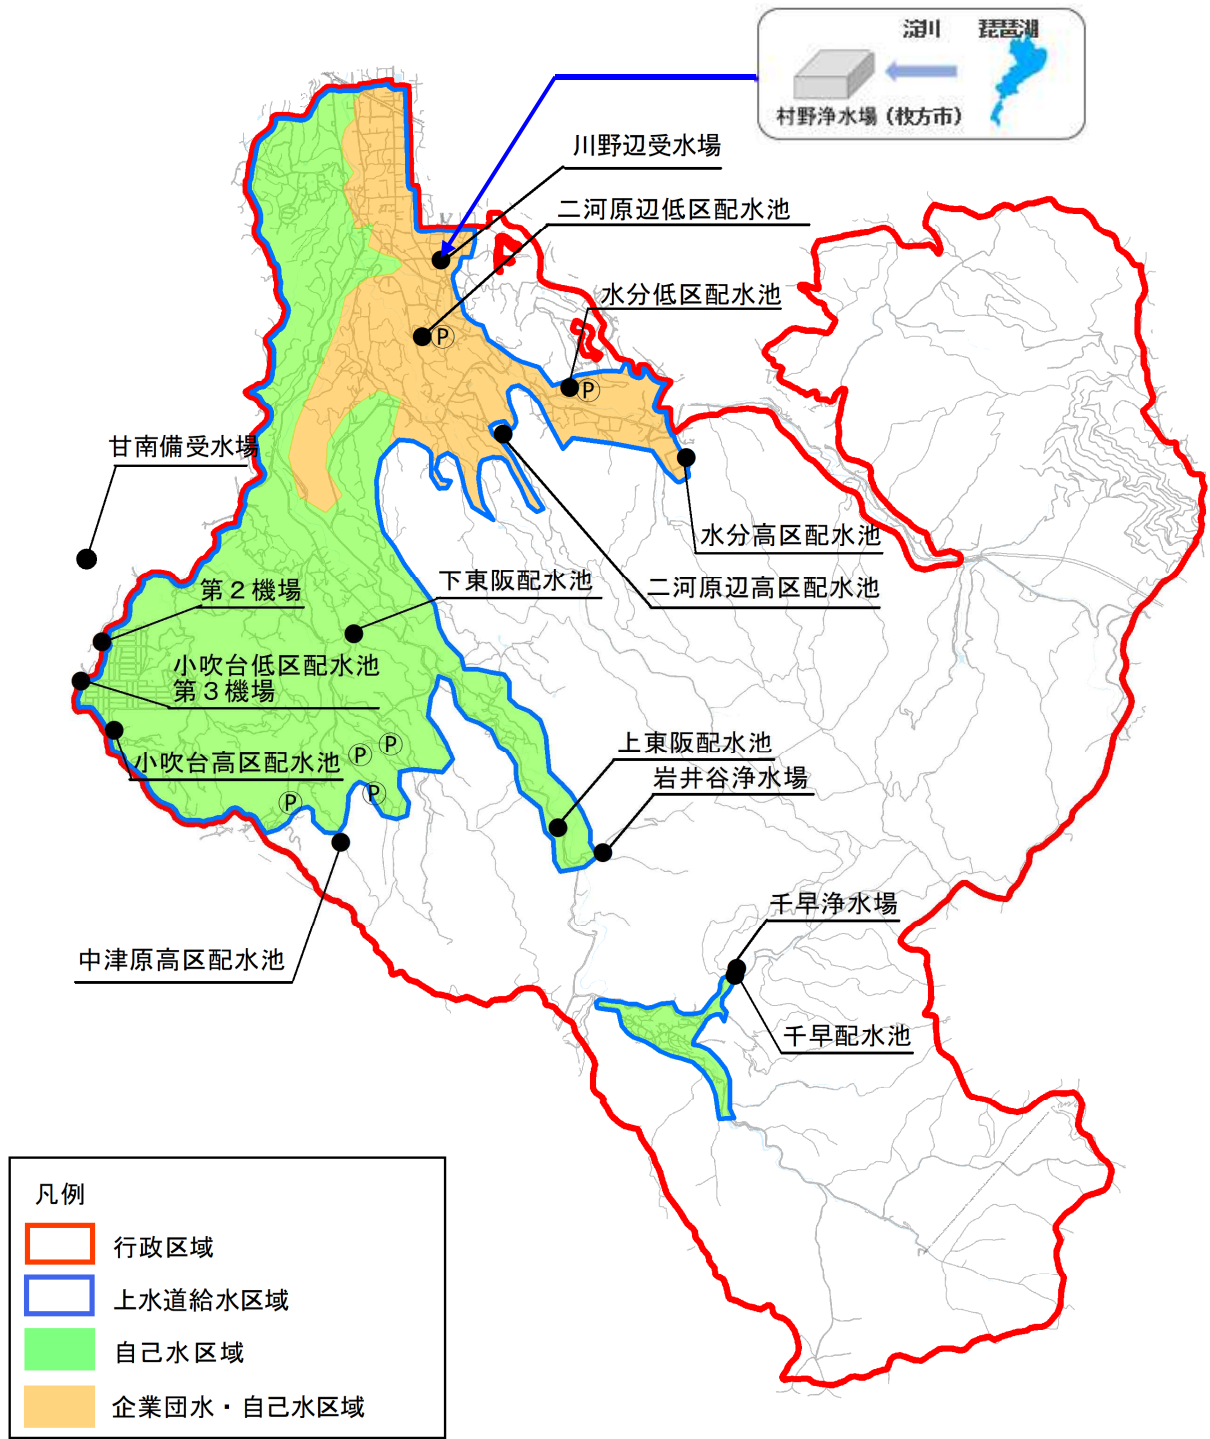 淀川 琵琶湖
村野浄水場（枚方市）
川野辺受水場
二河原辺低区配水池
水分低区配水池
P
P
甘南備受水場
水分高区配水池
二河原辺高区配水池
下東阪配水池
第２機場
小吹台低区配水池
第３機場
小吹台高区配水池
P
P
P
P
上東阪配水池
岩井谷浄水場
千早浄水場
中津原高区配水池
千早配水池
凡例
行政区域
上水道給水区域
自己水区域
企業団水・自己水区域